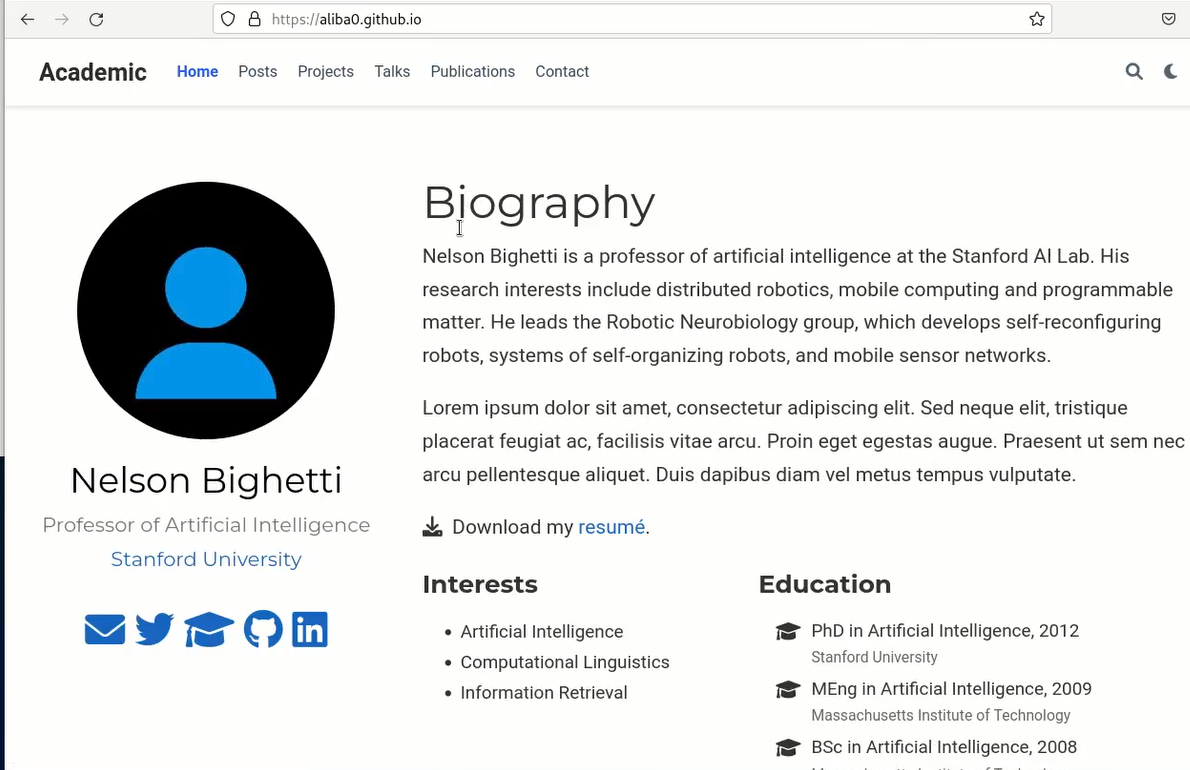 https://aliba0.github.io
Academic Home Posts Projects Talks Publications Contact
Biography
Nelson Bighetti is a professor of artificial intelligence at the Stanford AI Lab. His
research interests include distributed robotics, mobile computing and programmable
matter. He leads the Robotic Neurobiology group, which develops self-reconfiguring
robots, systems of self-organizing robots, and mobile sensor networks.
Lorem ipsum dolor sit amet, consectetur adipiscing elit. Sed neque elit, tristique
placerat feugiat ac, facilisis vitae arcu. Proin eget egestas augue. Praesent ut sem nec
arcu pellentesque aliquet. Duis dapibus diam vel metus tempus vulputate.
Download my resumé.
Nelson Bighetti
Professor of Artificial Intelligence
Stanford University
Interests
Artificial Intelligence
Computational Linguistics
Information Retrieval
Education
PhD in Artificial Intelligence, 2012
Stanford University
MEng in Artificial Intelligence, 2009
Massachusetts Institute of Technology
BSc in Artificial Intelligence, 2008